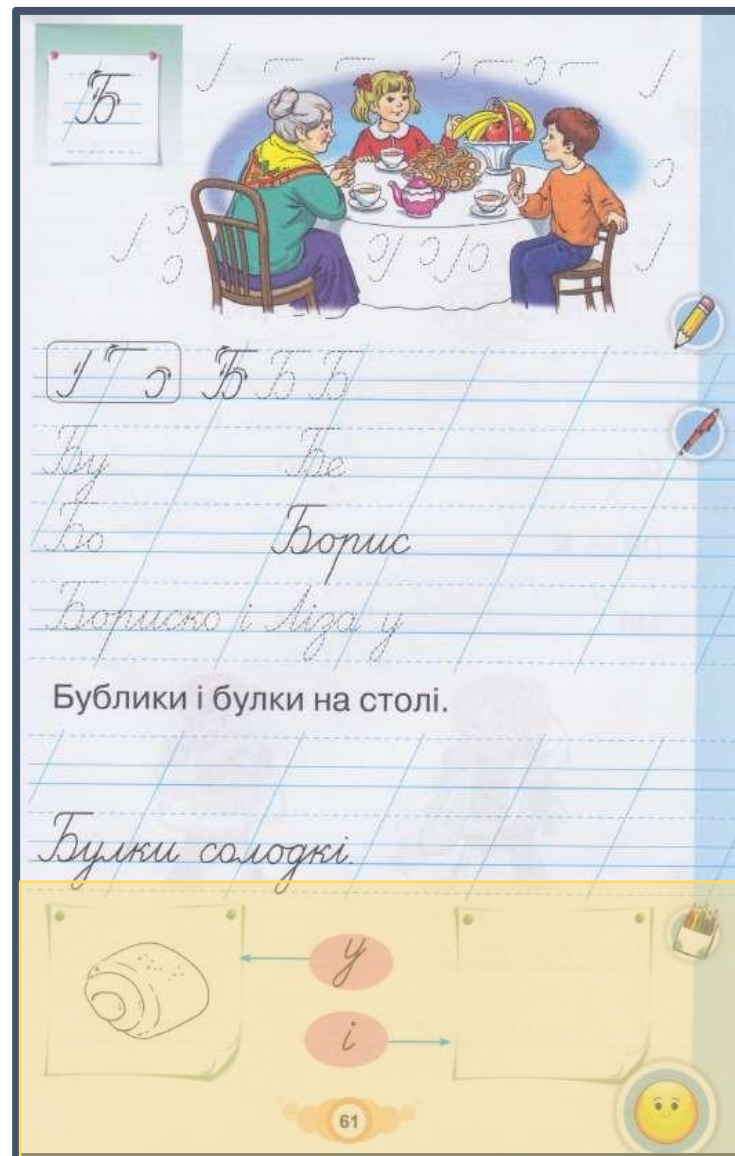 Б
Б Б Б
Бу Бе
Бо Борис
Бориско і Ліза у
Бублики і булки на столі.
Булки солодкі.
у
і
61